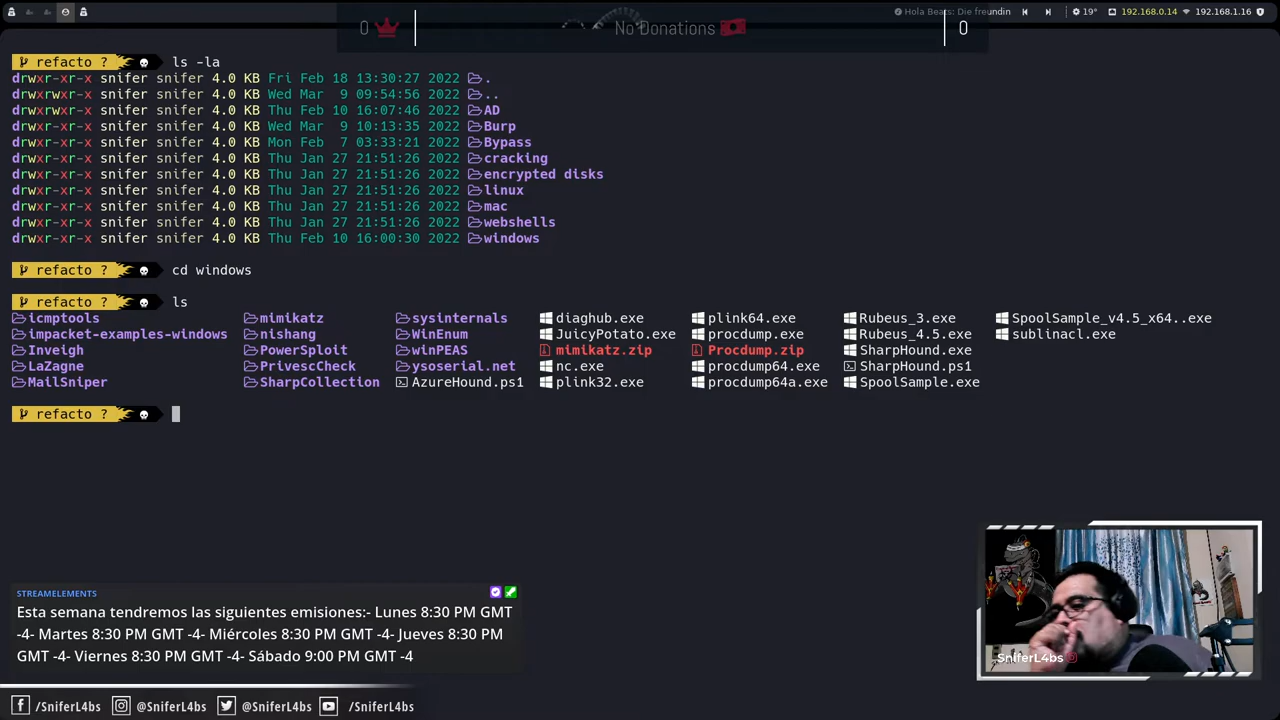 Hola Beats: Die freundin 19° 192.168.0.14 192.168.1.16
0 No Donations 0
refacto ? ls -la
drwxr-xr-x snifer snifer 4.0 KB Fri Feb 18 13:30:27 2022 .
drwxrwxr-x snifer snifer 4.0 KB Wed Mar 9 09:54:56 2022 ..
drwxrwxr-x snifer snifer 4.0 KB Thu Feb 10 16:07:46 2022 AD
drwxr-xr-x snifer snifer 4.0 KB Wed Mar 9 10:13:35 2022 Burp
drwxr-xr-x snifer snifer 4.0 KB Mon Feb 7 03:33:21 2022 Bypass
drwxr-xr-x snifer snifer 4.0 KB Thu Jan 27 21:51:26 2022 cracking
drwxr-xr-x snifer snifer 4.0 KB Thu Jan 27 21:51:26 2022 encrypted disks
drwxr-xr-x snifer snifer 4.0 KB Thu Jan 27 21:51:26 2022 linux
drwxr-xr-x snifer snifer 4.0 KB Thu Jan 27 21:51:26 2022 mac
drwxr-xr-x snifer snifer 4.0 KB Thu Jan 27 21:51:26 2022 webshells
drwxr-xr-x snifer snifer 4.0 KB Thu Feb 10 16:00:30 2022 windows
refacto ? cd windows
refacto ? ls
icmptools mimikatz sysinternals diaghub.exe plink64.exe Rubeus_3.exe SpoolSample_v4.5_x64..exe
impacket-examples-windows nishang WinEnum JuicyPotato.exe procdump.exe Rubeus_4.5.exe sublinacl.exe
Inveigh PowerSploit winPEAS mimikatz.zip Procdump.zip SharpHound.exe
LaZagne PrivescCheck ysoserial.net nc.exe procdump64.exe SharpHound.ps1
MailSniper SharpCollection AzureHound.ps1 plink32.exe procdump64a.exe SpoolSample.exe
refacto ?
STREAMELEMENTS
Esta semana tendremos las siguientes emisiones:- Lunes 8:30 PM GMT
-4- Martes 8:30 PM GMT -4- Miércoles 8:30 PM GMT -4- Jueves 8:30 PM
GMT -4- Viernes 8:30 PM GMT -4- Sábado 9:00 PM GMT -4
SniferL4bs
/SniferL4bs @SniferL4bs @SniferL4bs /SniferL4bs